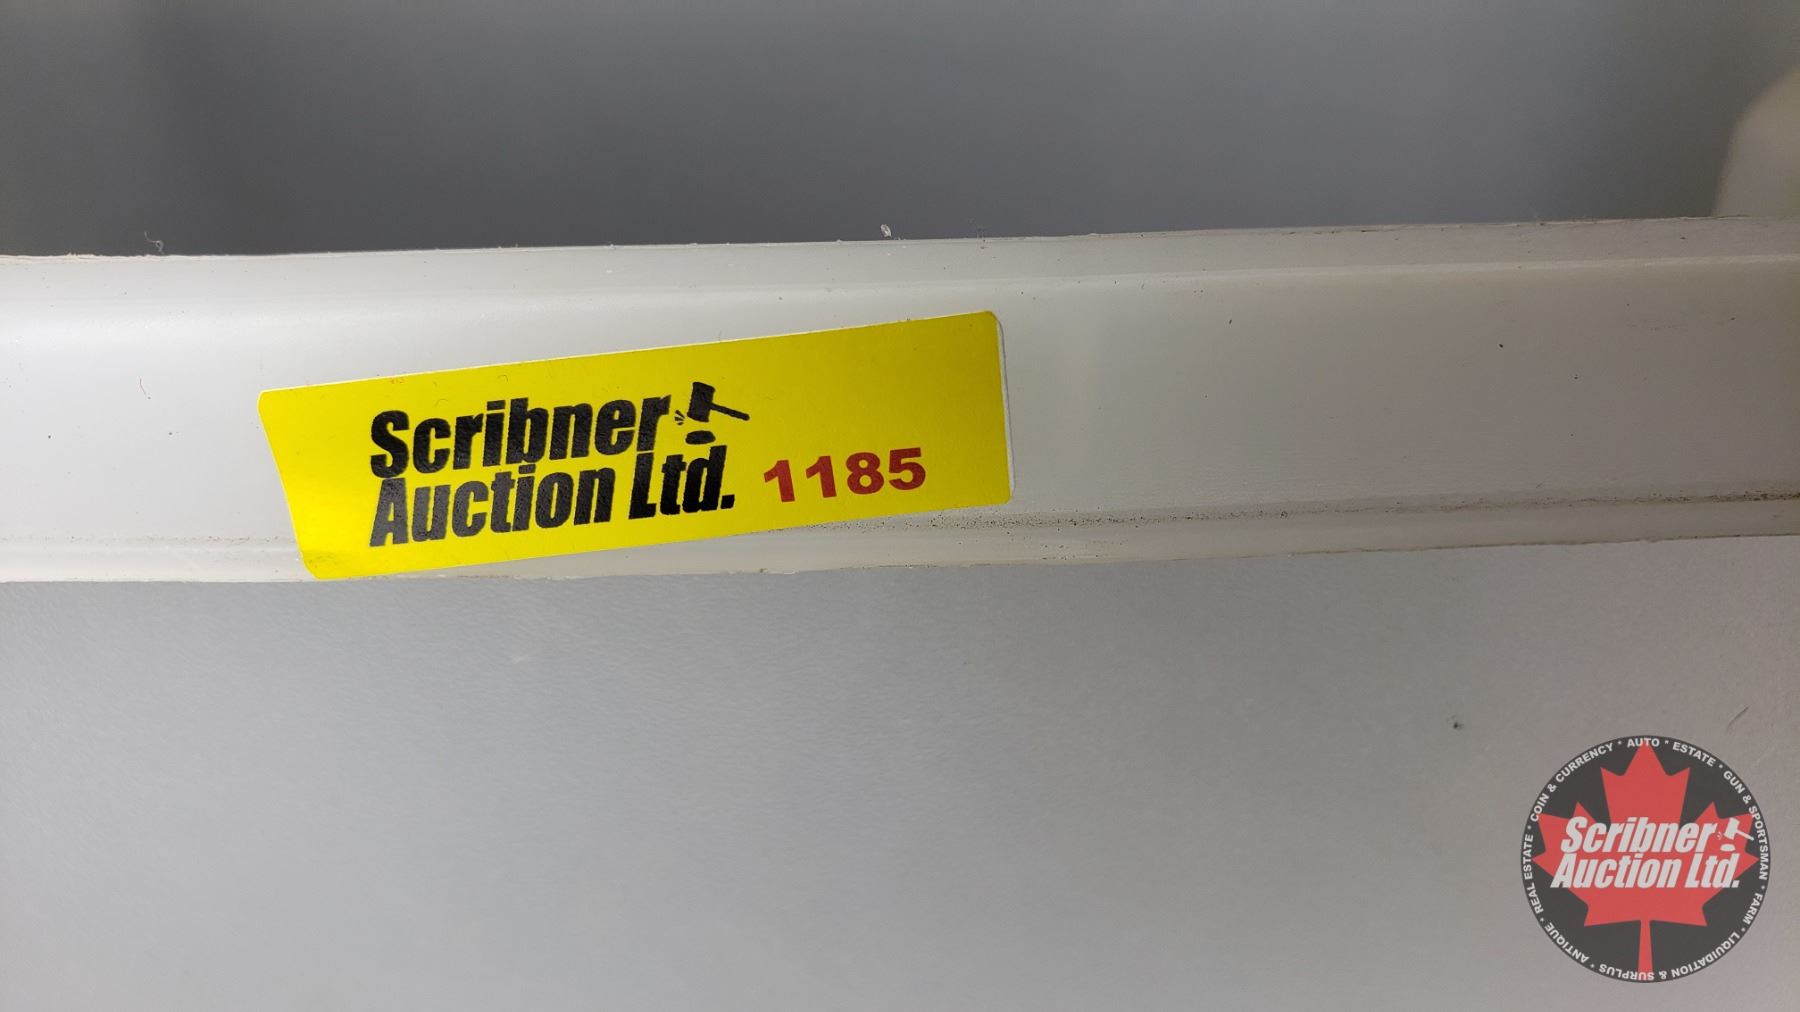 Scribner
Auction Ltd. 1185
COIN & CURRENCY * AUTO * ESTATE * GUN & SPORTSMAN * FARM * LIQUIDATION & SURPLUS * ANTIQUE * REAL ESTATE *
Scribner
Auction Ltd.